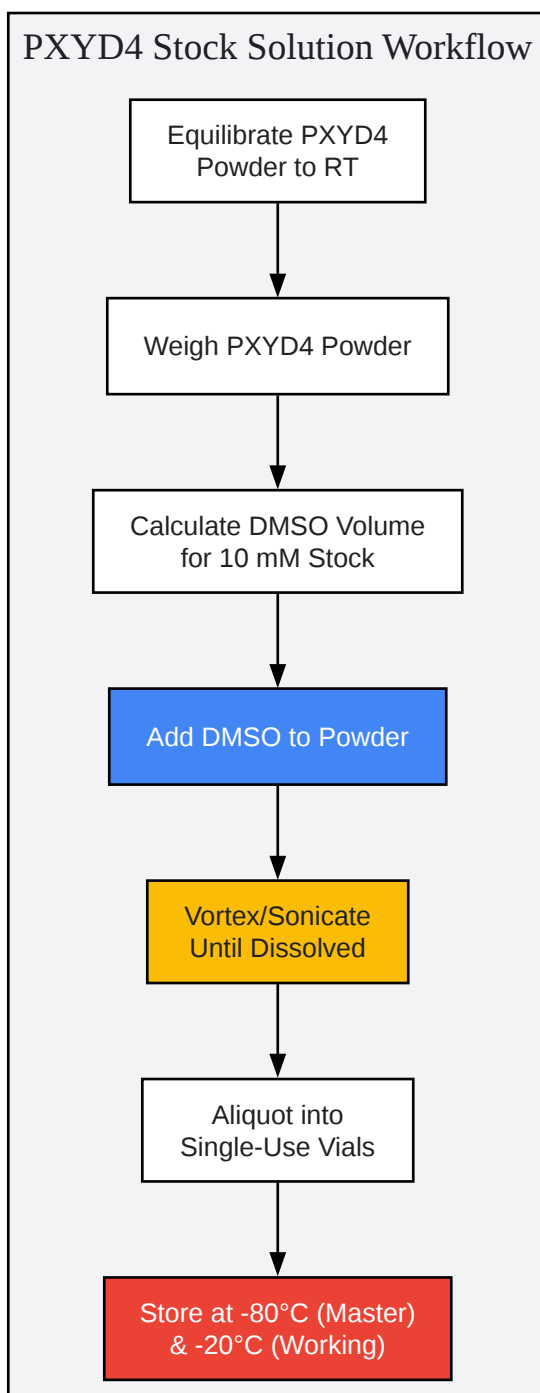 PXYD4 Stock Solution Workflow
Equilibrate PXYD4
Powder to RT
Weigh PXYD4 Powder
Calculate DMSO Volume
for 10 mM Stock
Add DMSO to Powder
Vortex/Sonicate
Until Dissolved
Aliquot into
Single-Use Vials
Store at -80°C (Master)
& -20°C (Working)